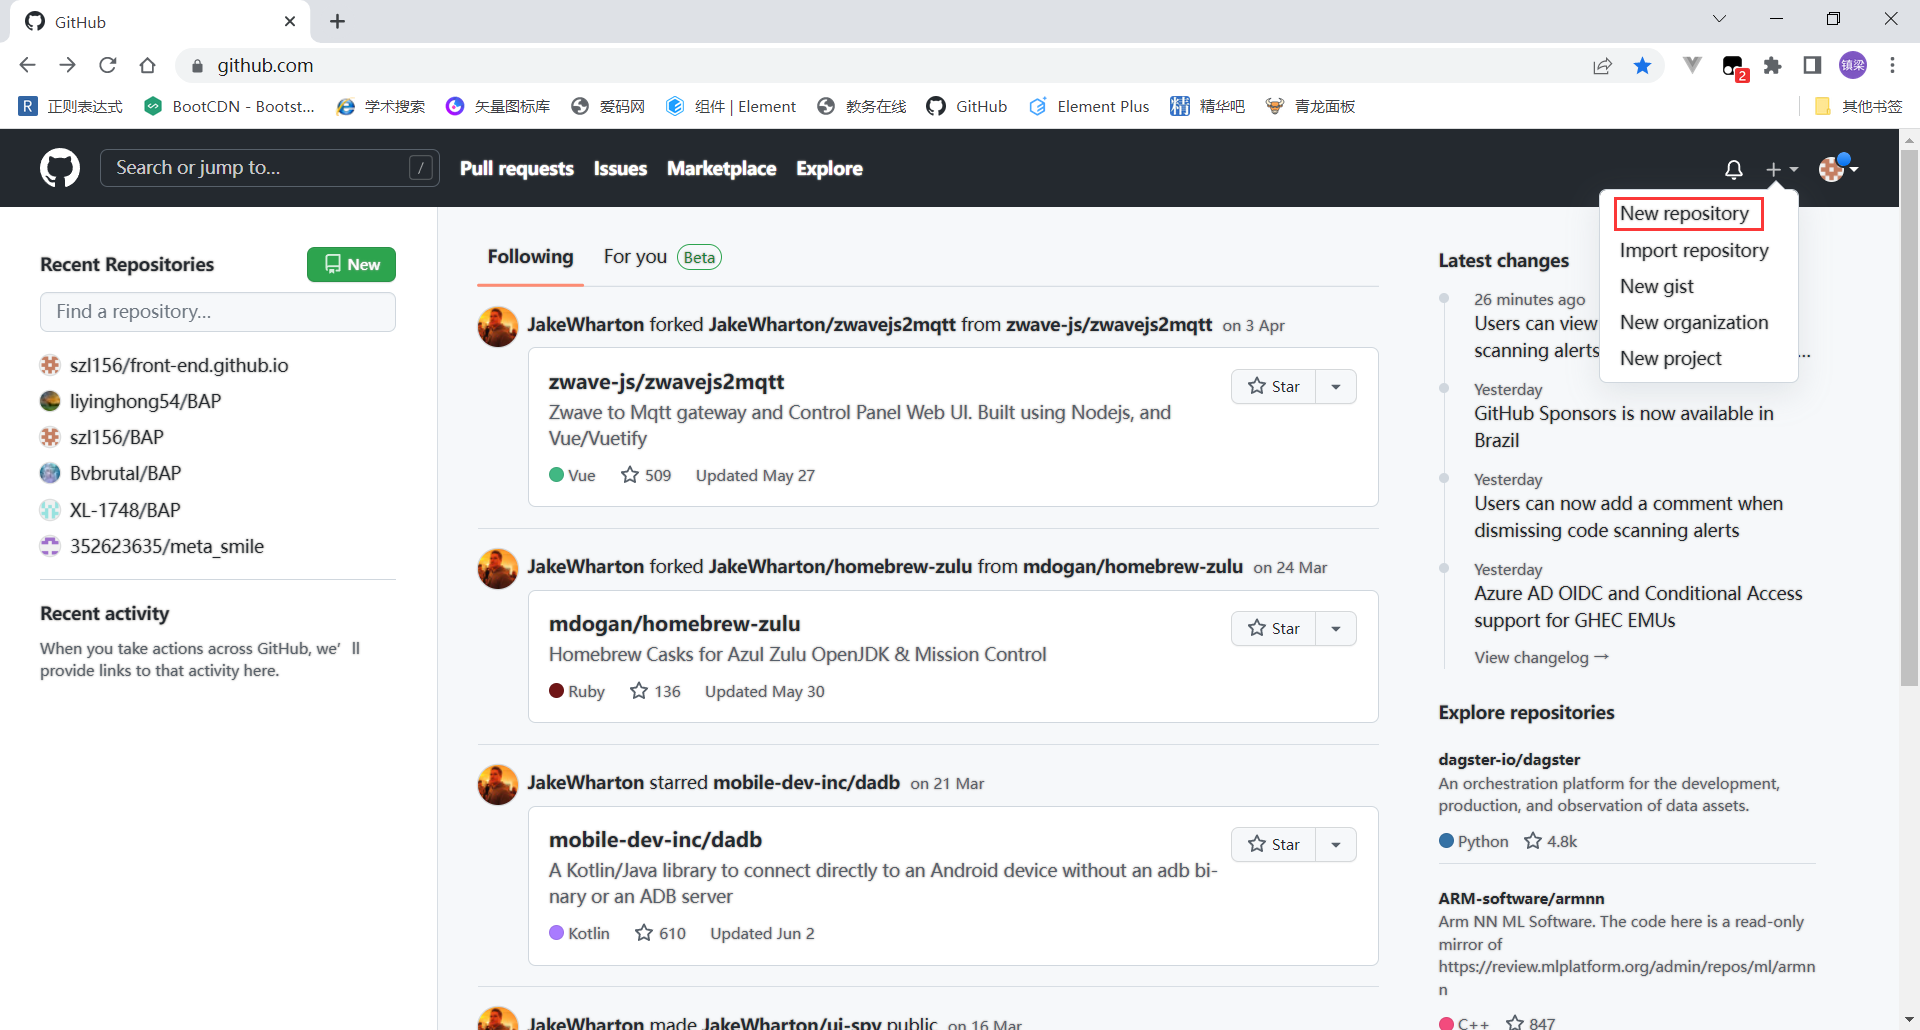 GitHub
github.com
2
镇梁
R 正则表达式
BootCDN - Bootst...
学术搜索
矢量图标库
爱码网
组件 | Element
教务在线
GitHub
Element Plus
精 精华吧
青龙面板
其他书签
Search or jump to... /
Pull requests
Issues
Marketplace
Explore
New repository
Import repository
New gist
New organization
New project
Recent Repositories
New
Find a repository...
szl156/front-end.github.io
liyinghong54/BAP
szl156/BAP
Bvbrutal/BAP
XL-1748/BAP
352623635/meta_smile
Recent activity
When you take actions across GitHub, we’ll
provide links to that activity here.
Following
For you Beta
JakeWharton forked JakeWharton/zwavejs2mqtt from zwave-js/zwavejs2mqtt on 3 Apr
zwave-js/zwavejs2mqtt
Star
Zwave to Mqtt gateway and Control Panel Web UI. Built using Nodejs, and
Vue/Vuetify
Vue 509 Updated May 27
JakeWharton forked JakeWharton/homebrew-zulu from mdogan/homebrew-zulu on 24 Mar
mdogan/homebrew-zulu
Star
Homebrew Casks for Azul Zulu OpenJDK & Mission Control
Ruby 136 Updated May 30
JakeWharton starred mobile-dev-inc/dadb on 21 Mar
mobile-dev-inc/dadb
Star
A Kotlin/Java library to connect directly to an Android device without an adb bi-
nary or an ADB server
Kotlin 610 Updated Jun 2
JakeWharton made JakeWharton/ui-spy public on 16 Mar
Latest changes
26 minutes ago
Users can view
scanning alerts ...
Yesterday
GitHub Sponsors is now available in
Brazil
Yesterday
Users can now add a comment when
dismissing code scanning alerts
Yesterday
Azure AD OIDC and Conditional Access
support for GHEC EMUs
View changelog →
Explore repositories
dagster-io/dagster
An orchestration platform for the development,
production, and observation of data assets.
Python 4.8k
ARM-software/armnn
Arm NN ML Software. The code here is a read-only
mirror of
https://review.mlplatform.org/admin/repos/ml/armn
n
C++ 847